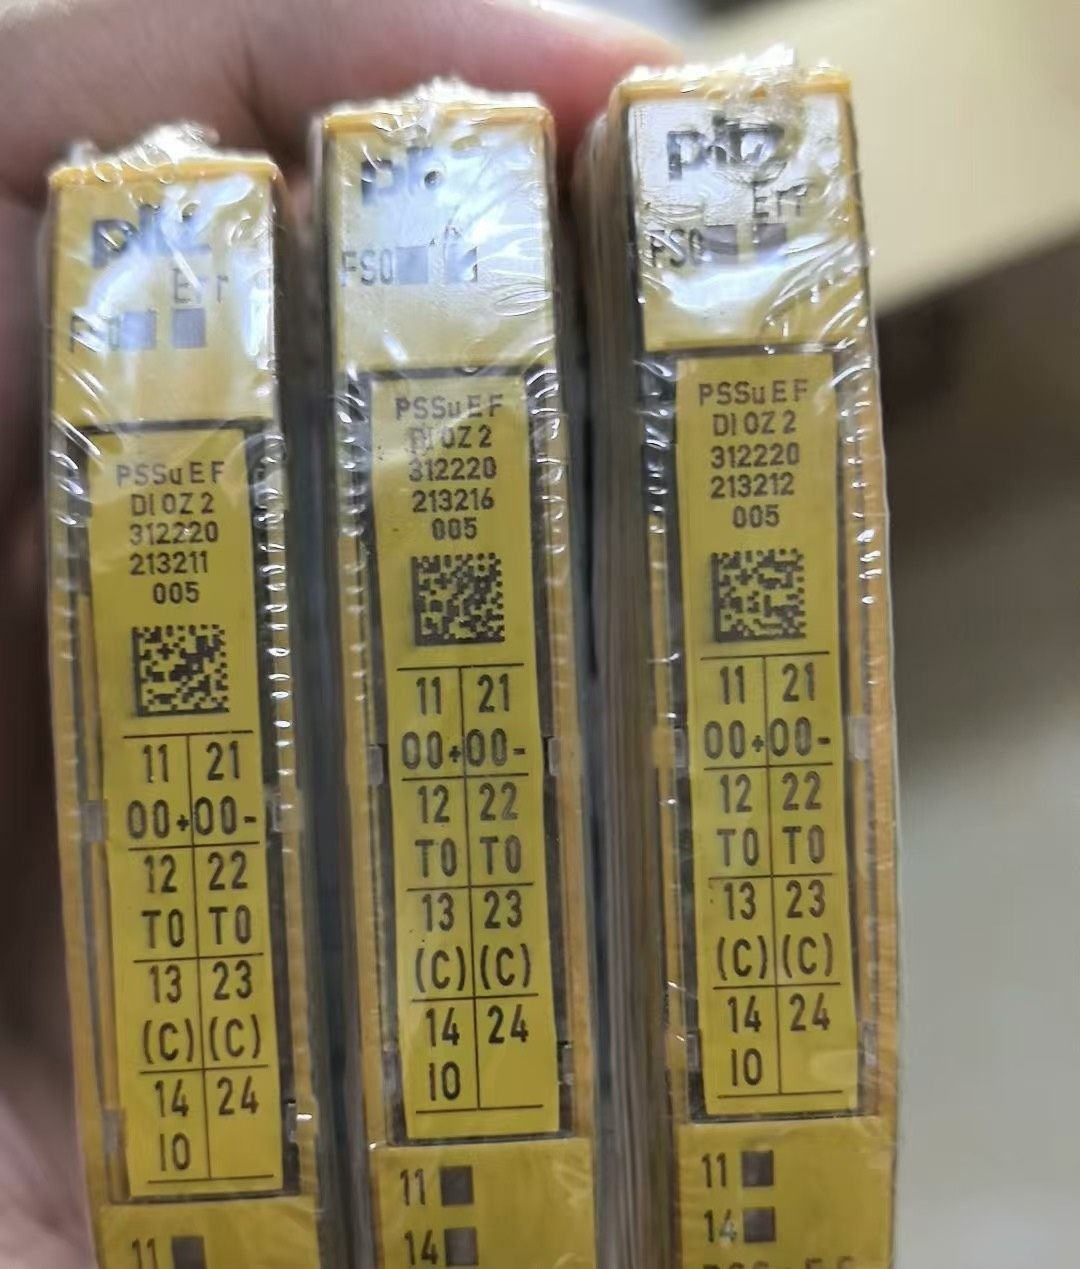 Err
PSSu E F
DI OZ 2
312220
213211
005
11 21
00+ 00-
12 22
T0 T0
13 23
(C) (C)
14 24
I0
11
FS0
PSSu E F
DI OZ 2
312220
213216
005
11 21
00+ 00-
12 22
T0 T0
13 23
(C) (C)
14 24
I0
11
14
pilz
Err
FS0
PSSu E F
DI OZ 2
312220
213212
005
11 21
00+ 00-
12 22
T0 T0
13 23
(C) (C)
14 24
I0
11
14